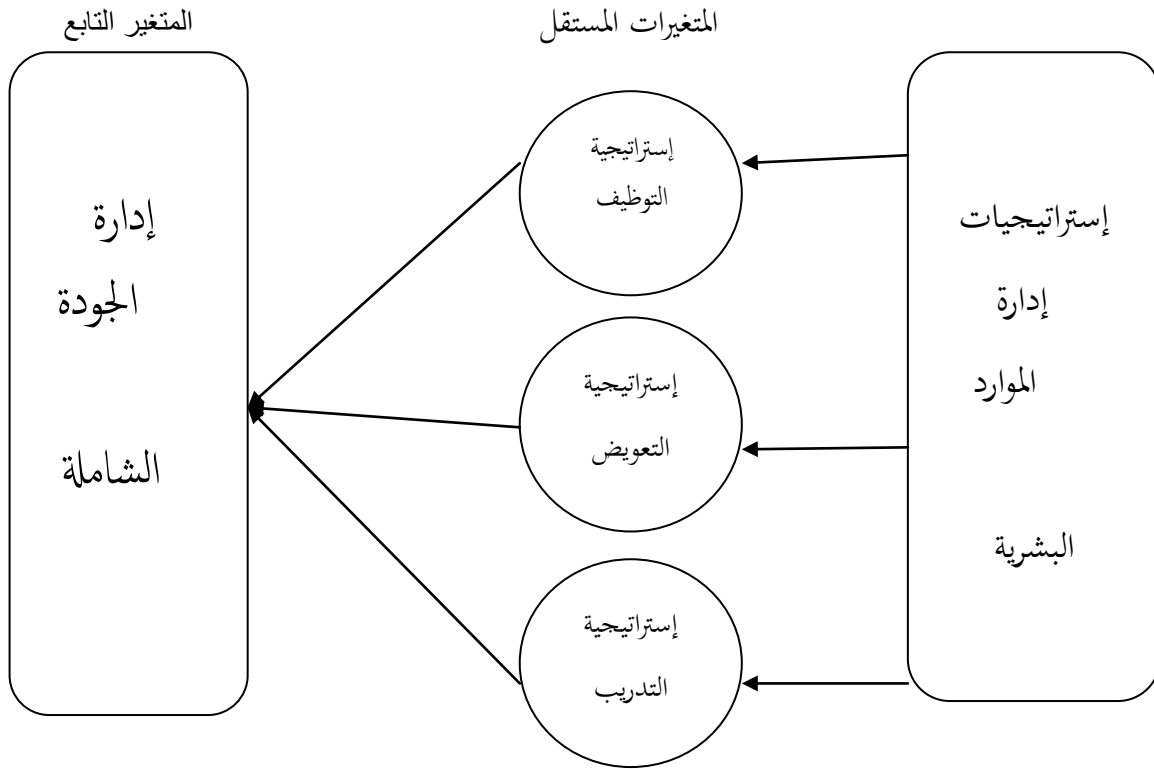 المتغيرات المستقل
المتغير التابع
إستراتيجيات
إدارة
الموارد
البشرية
إستراتيجية
التوظيف
إستراتيجية
التعويض
إستراتيجية
التدريب
إدارة
الجودة
الشاملة